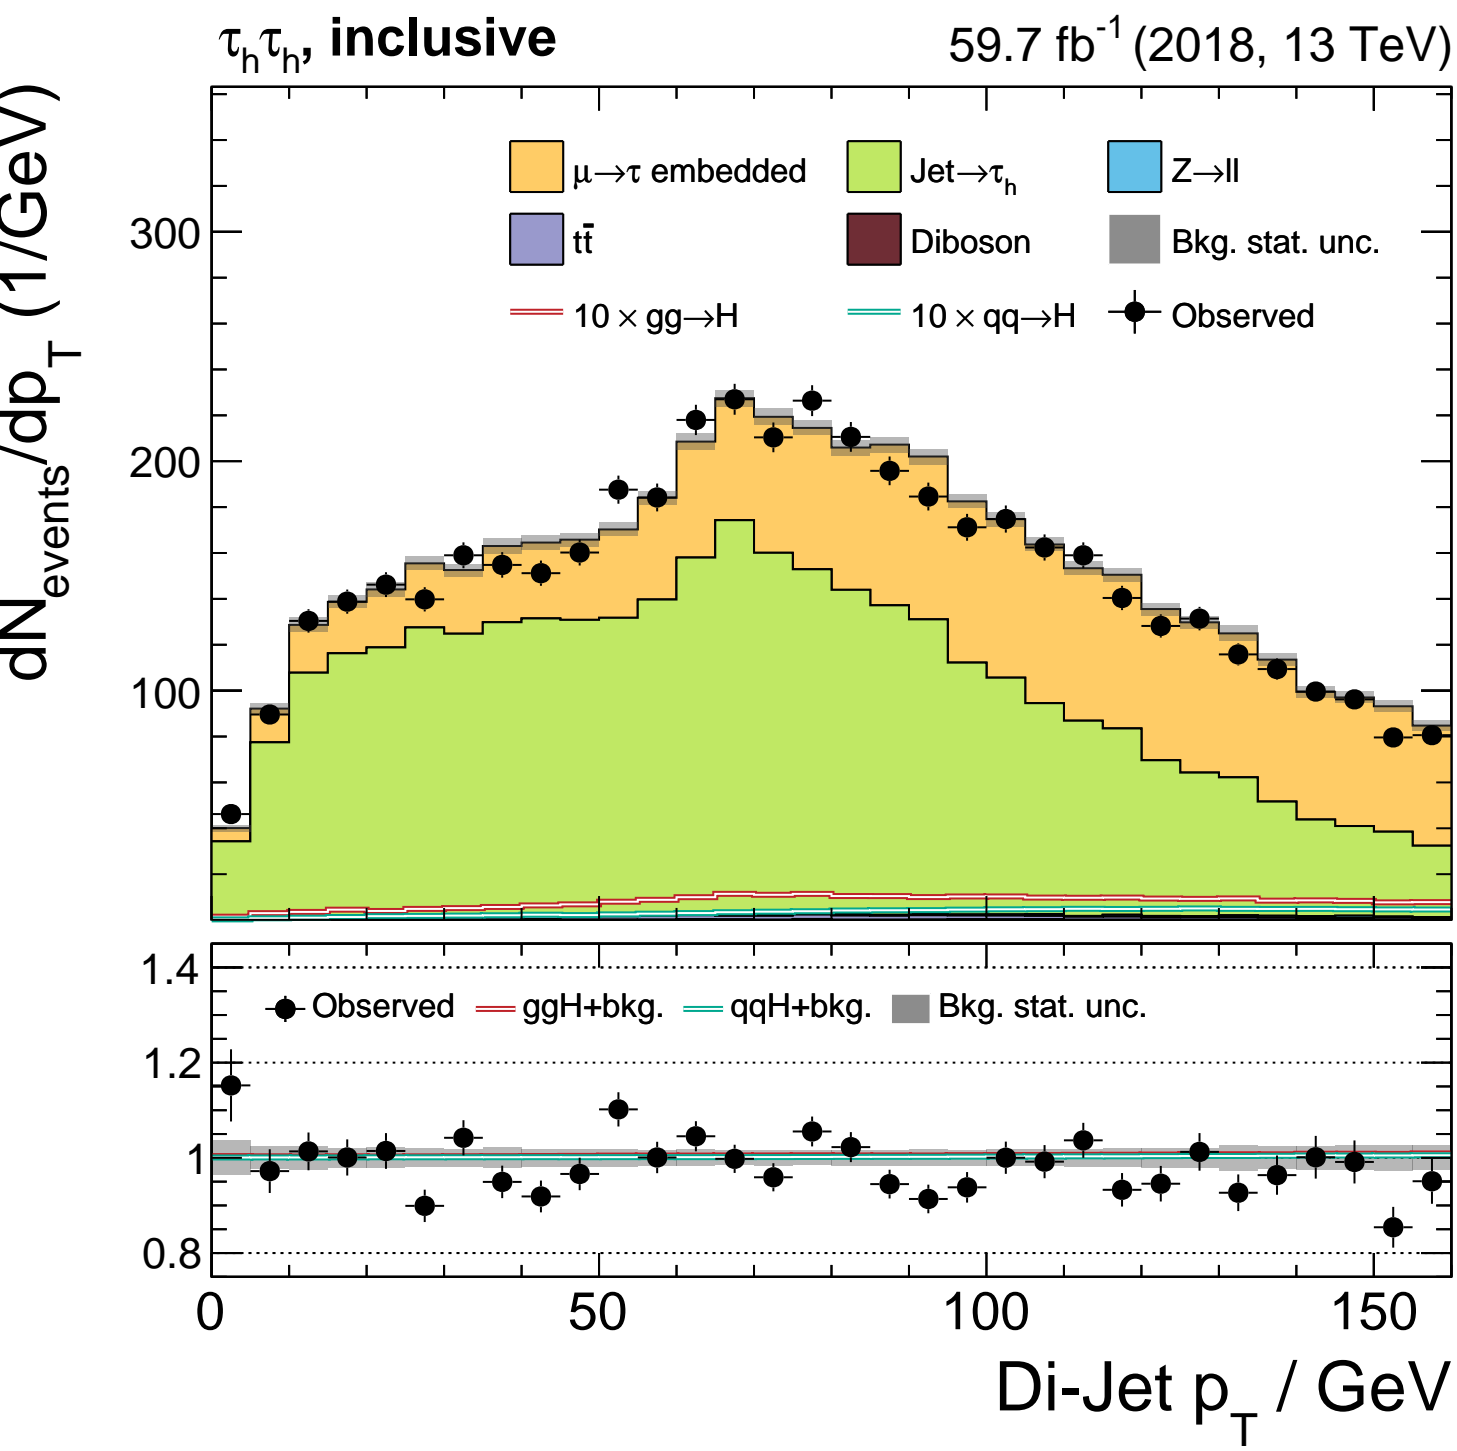 τhτh, inclusive 59.7 fb-1 (2018, 13 TeV)
dNevents/dpT (1/GeV)
μ→τ embedded Jet→τh Z→ll
tt̄ Diboson Bkg. stat. unc.
10 × gg→H 10 × qq→H Observed
300
200
100
1.4
Observed ggH+bkg. qqH+bkg. Bkg. stat. unc.
1.2
1
0.8
0 50 100 150
Di-Jet pT / GeV